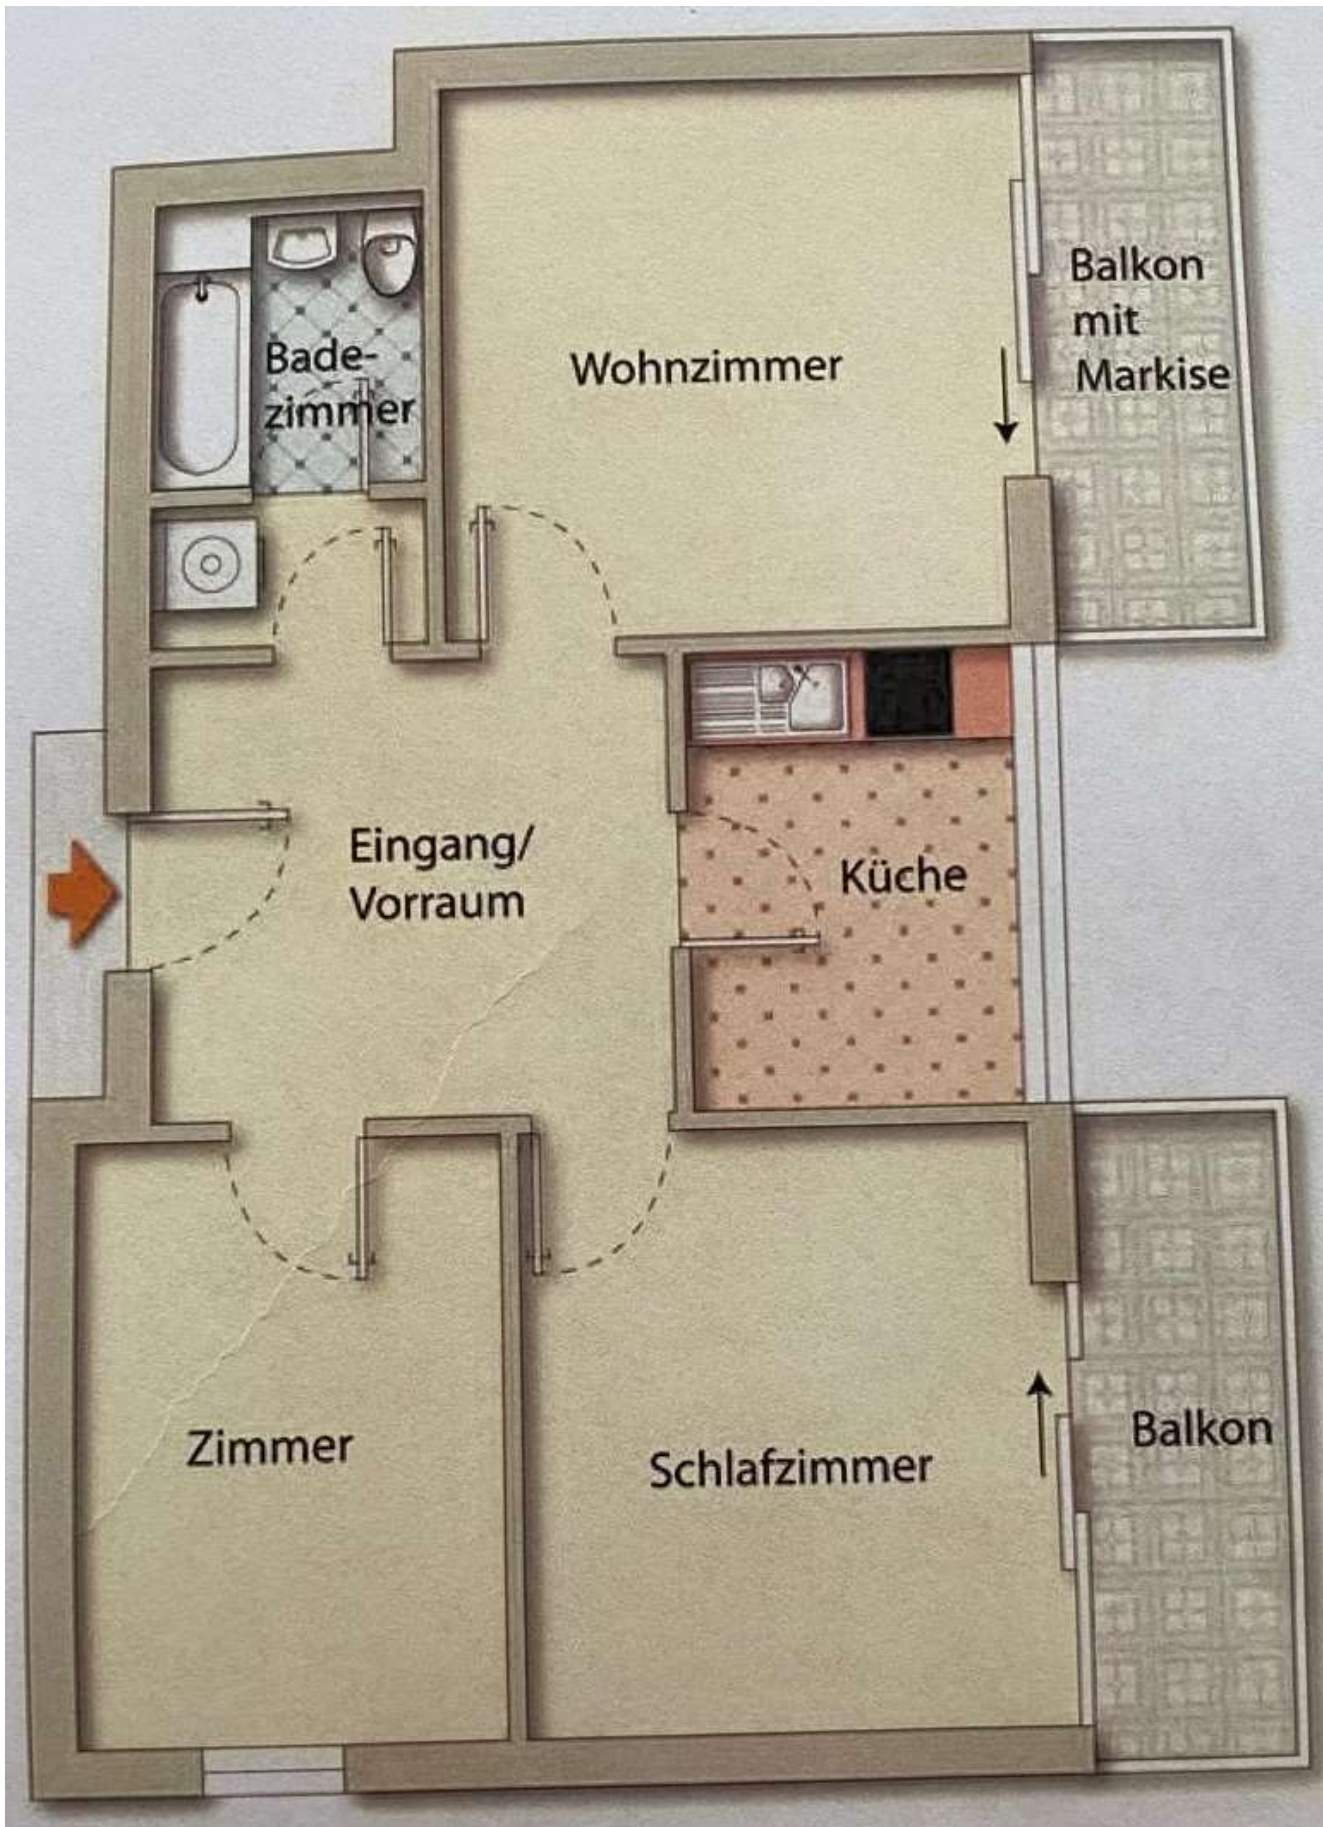 Balkon
mit
Markise
Bade-
zimmer
Wohnzimmer
Eingang/
Vorraum
Küche
Zimmer
Schlafzimmer
Balkon